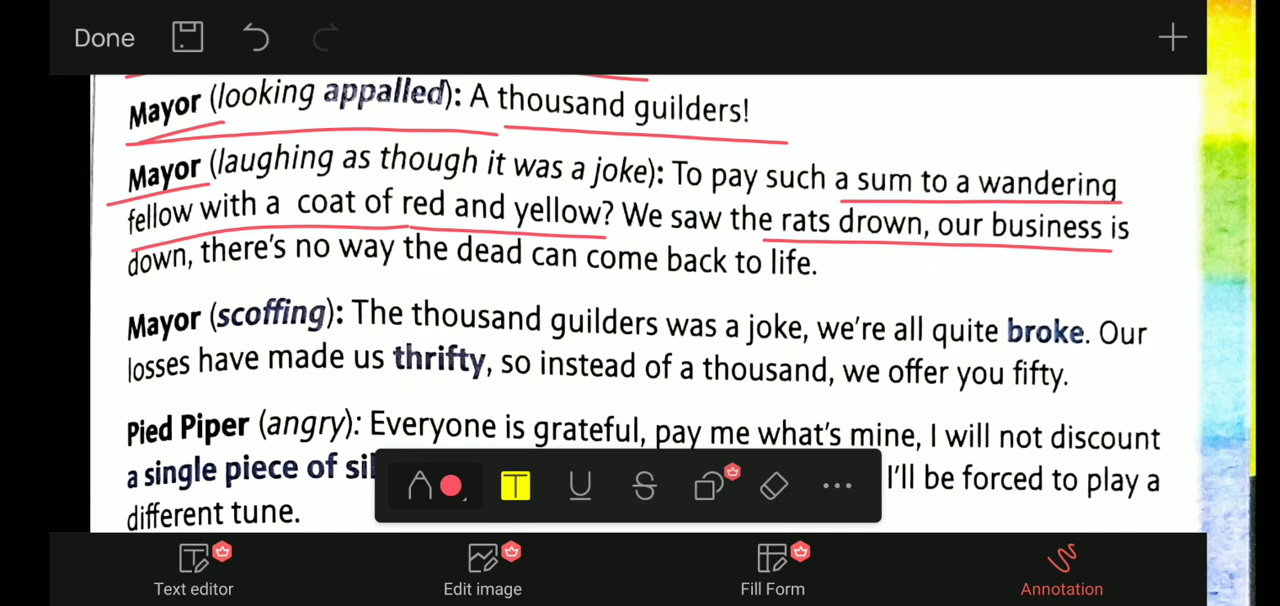 Done
Mayor (looking appalled): A thousand guilders!
Mayor (laughing as though it was a joke): To pay such a sum to a wandering
fellow with a coat of red and yellow? We saw the rats drown, our business is
down, there's no way the dead can come back to life.
Mayor (scoffing): The thousand guilders was a joke, we're all quite broke. Our
losses have made us thrifty, so instead of a thousand, we offer you fifty.
Pied Piper (angry): Everyone is grateful, pay me what's mine, I will not discount
a single piece of I'll be forced to play a
different tune.
Text editor Edit image Fill Form Annotation